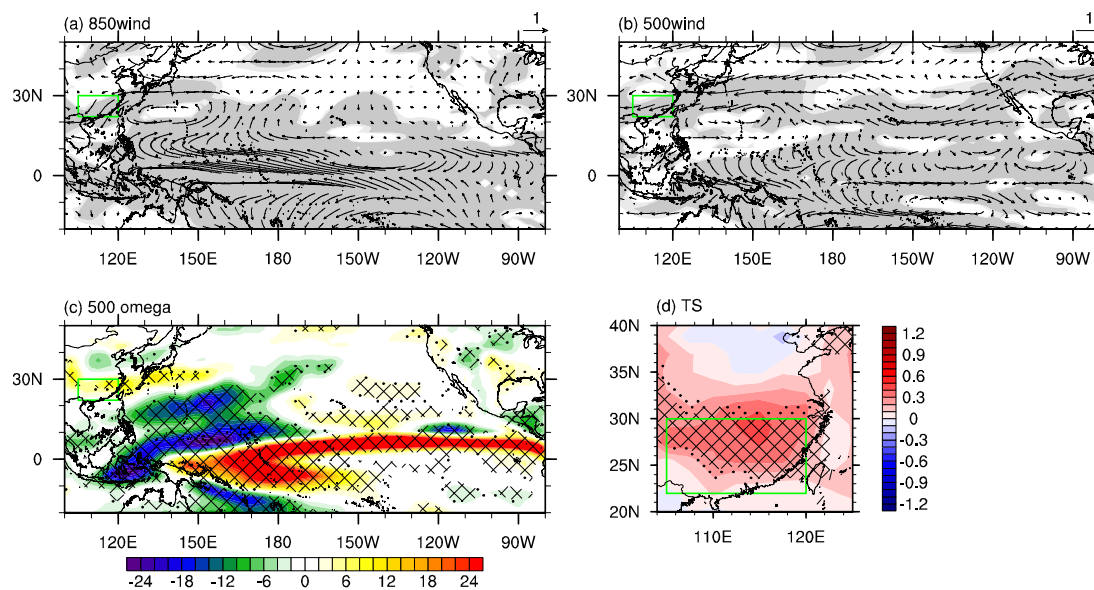 (a) 850wind
1
(b) 500wind
1
30N
0
120E 150E 180 150W 120W 90W
30N
0
120E 150E 180 150W 120W 90W
(c) 500 omega
30N
0
120E 150E 180 150W 120W 90W
-24 -18 -12 -6 0 6 12 18 24
(d) TS
40N
35N
30N
25N
20N
110E 120E
1.2
0.9
0.6
0.3
0
-0.3
-0.6
-0.9
-1.2